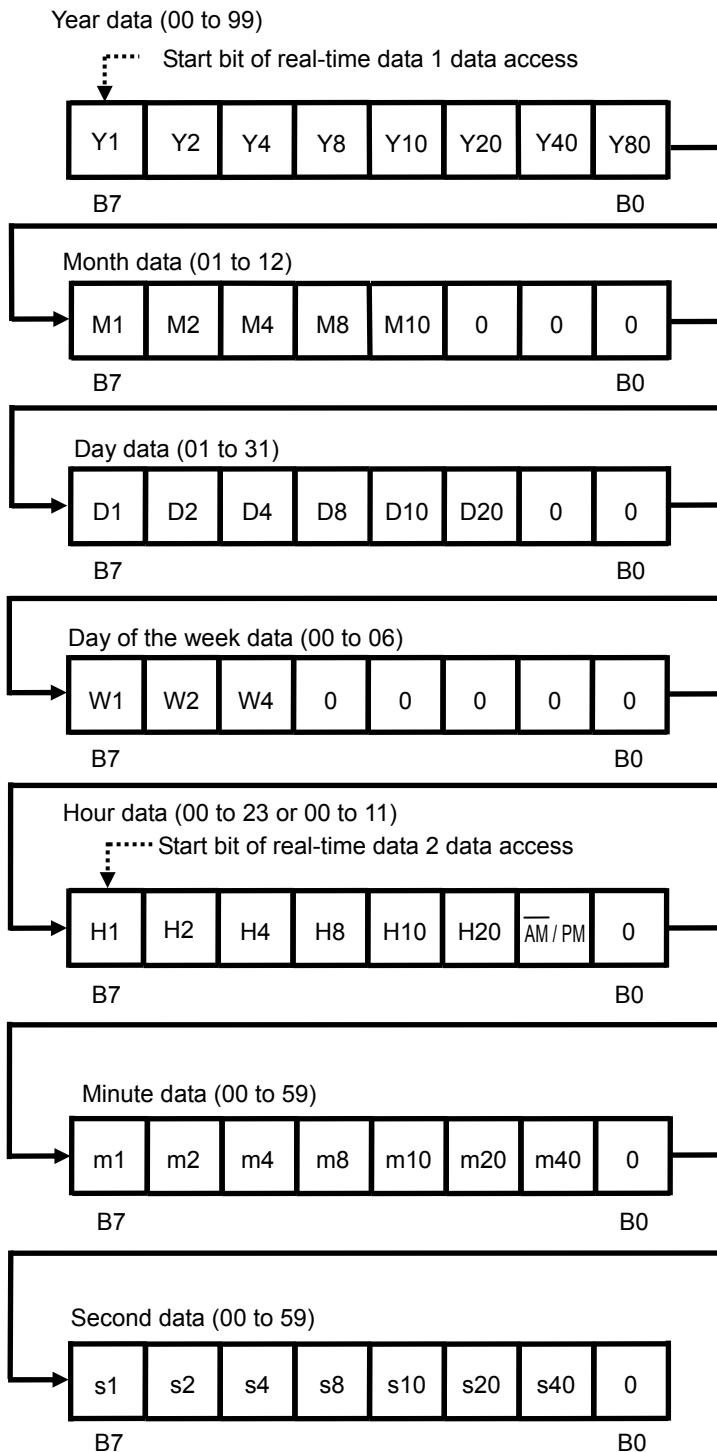 Year data (00 to 99)
Start bit of real-time data 1 data access
Y1 Y2 Y4 Y8 Y10 Y20 Y40 Y80
B7 B0
Month data (01 to 12)
M1 M2 M4 M8 M10 0 0 0
B7 B0
Day data (01 to 31)
D1 D2 D4 D8 D10 D20 0 0
B7 B0
Day of the week data (00 to 06)
W1 W2 W4 0 0 0 0 0
B7 B0
Hour data (00 to 23 or 00 to 11)
Start bit of real-time data 2 data access
H1 H2 H4 H8 H10 H20 A̅M̅ / PM 0
B7 B0
Minute data (00 to 59)
m1 m2 m4 m8 m10 m20 m40 0
B7 B0
Second data (00 to 59)
s1 s2 s4 s8 s10 s20 s40 0
B7 B0